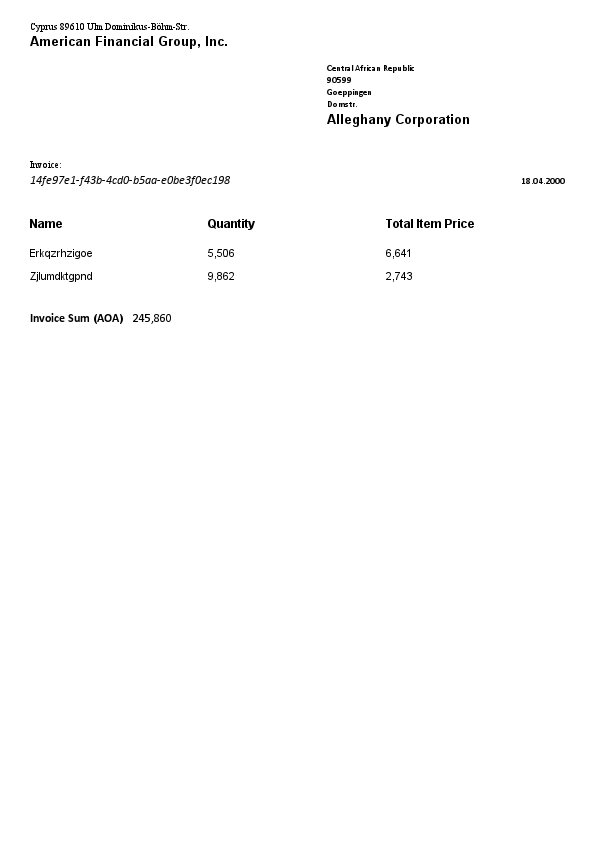 Cyprus 89610 Ulm Dominikus-Böhm-Str.
American Financial Group, Inc.
Central African Republic
90599
Goeppingen
Domstr.
Alleghany Corporation
Invoice:
14fe97e1-f43b-4cd0-b5aa-e0be3f0ec198 18.04.2000
Name Quantity Total Item Price
Erkqzrhzigoe 5,506 6,641
Zjlumdktgpnd 9,862 2,743
Invoice Sum (AOA) 245,860